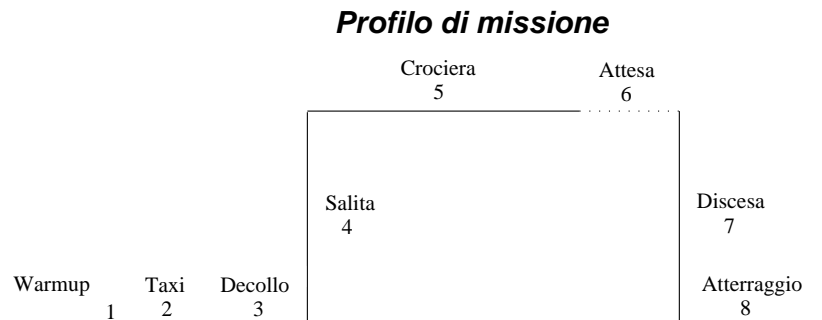 Profilo di missione
Crociera
5
Attesa
6
Salita
4
Discesa
7
Warmup
1
Taxi
2
Decollo
3
Atterraggio
8